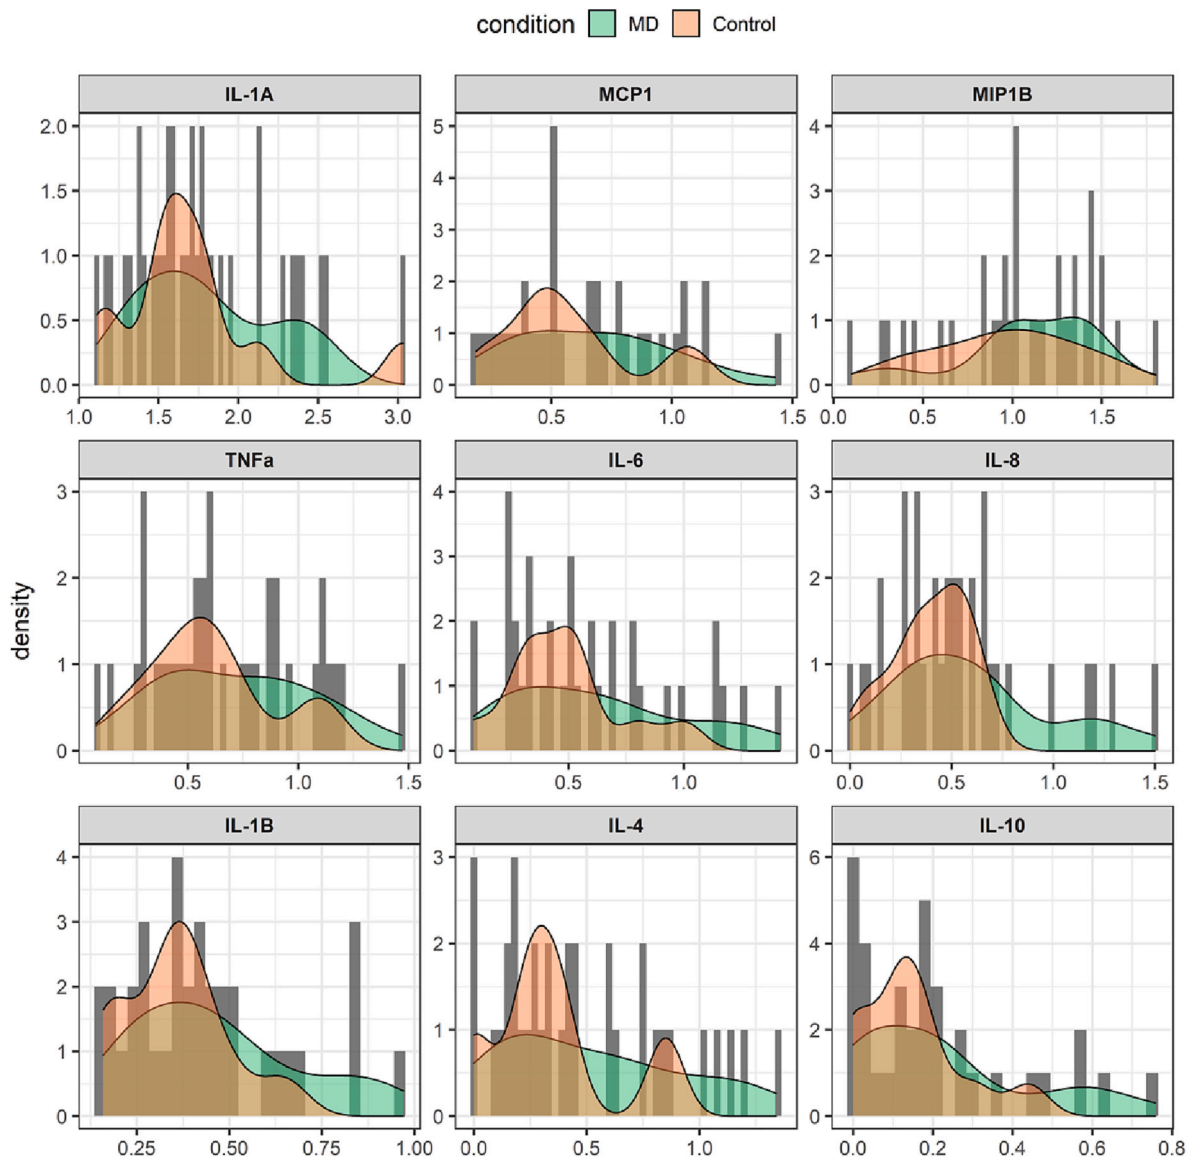 condition MD Control
IL-1A MCP1 MIP1B
2.0 5 4
1.5 4 3
1.0 3 2
0.5 2 1
0.0 1 0
0
1.0 1.5 2.0 2.5 3.0 0.5 1.0 1.5 0.0 0.5 1.0 1.5
TNFa IL-6 IL-8
3 4 3
2 3 2
1 2 1
0 1 0
0
0.5 1.0 1.5 0.5 1.0 0.0 0.5 1.0 1.5
density
IL-1B IL-4 IL-10
4 3 6
3 2 4
2 1 2
1 0 0
0
0.25 0.50 0.75 1.00 0.0 0.5 1.0 0.0 0.2 0.4 0.6 0.8